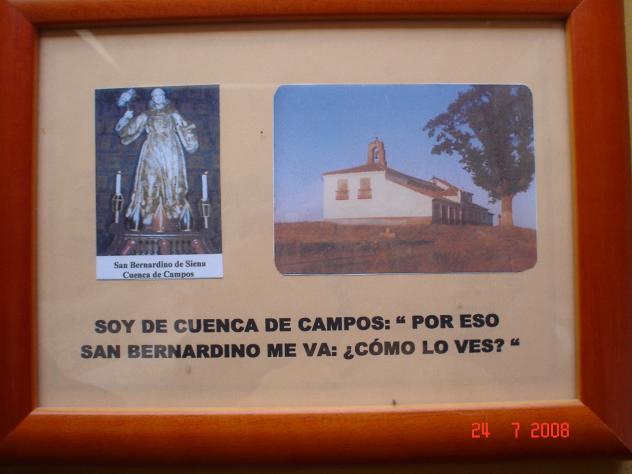 San Bernardino de Siena
Cuenca de Campos
SOY DE CUENCA DE CAMPOS: “ POR ESO
SAN BERNARDINO ME VA: ¿CÓMO LO VES? “
24 7 2008